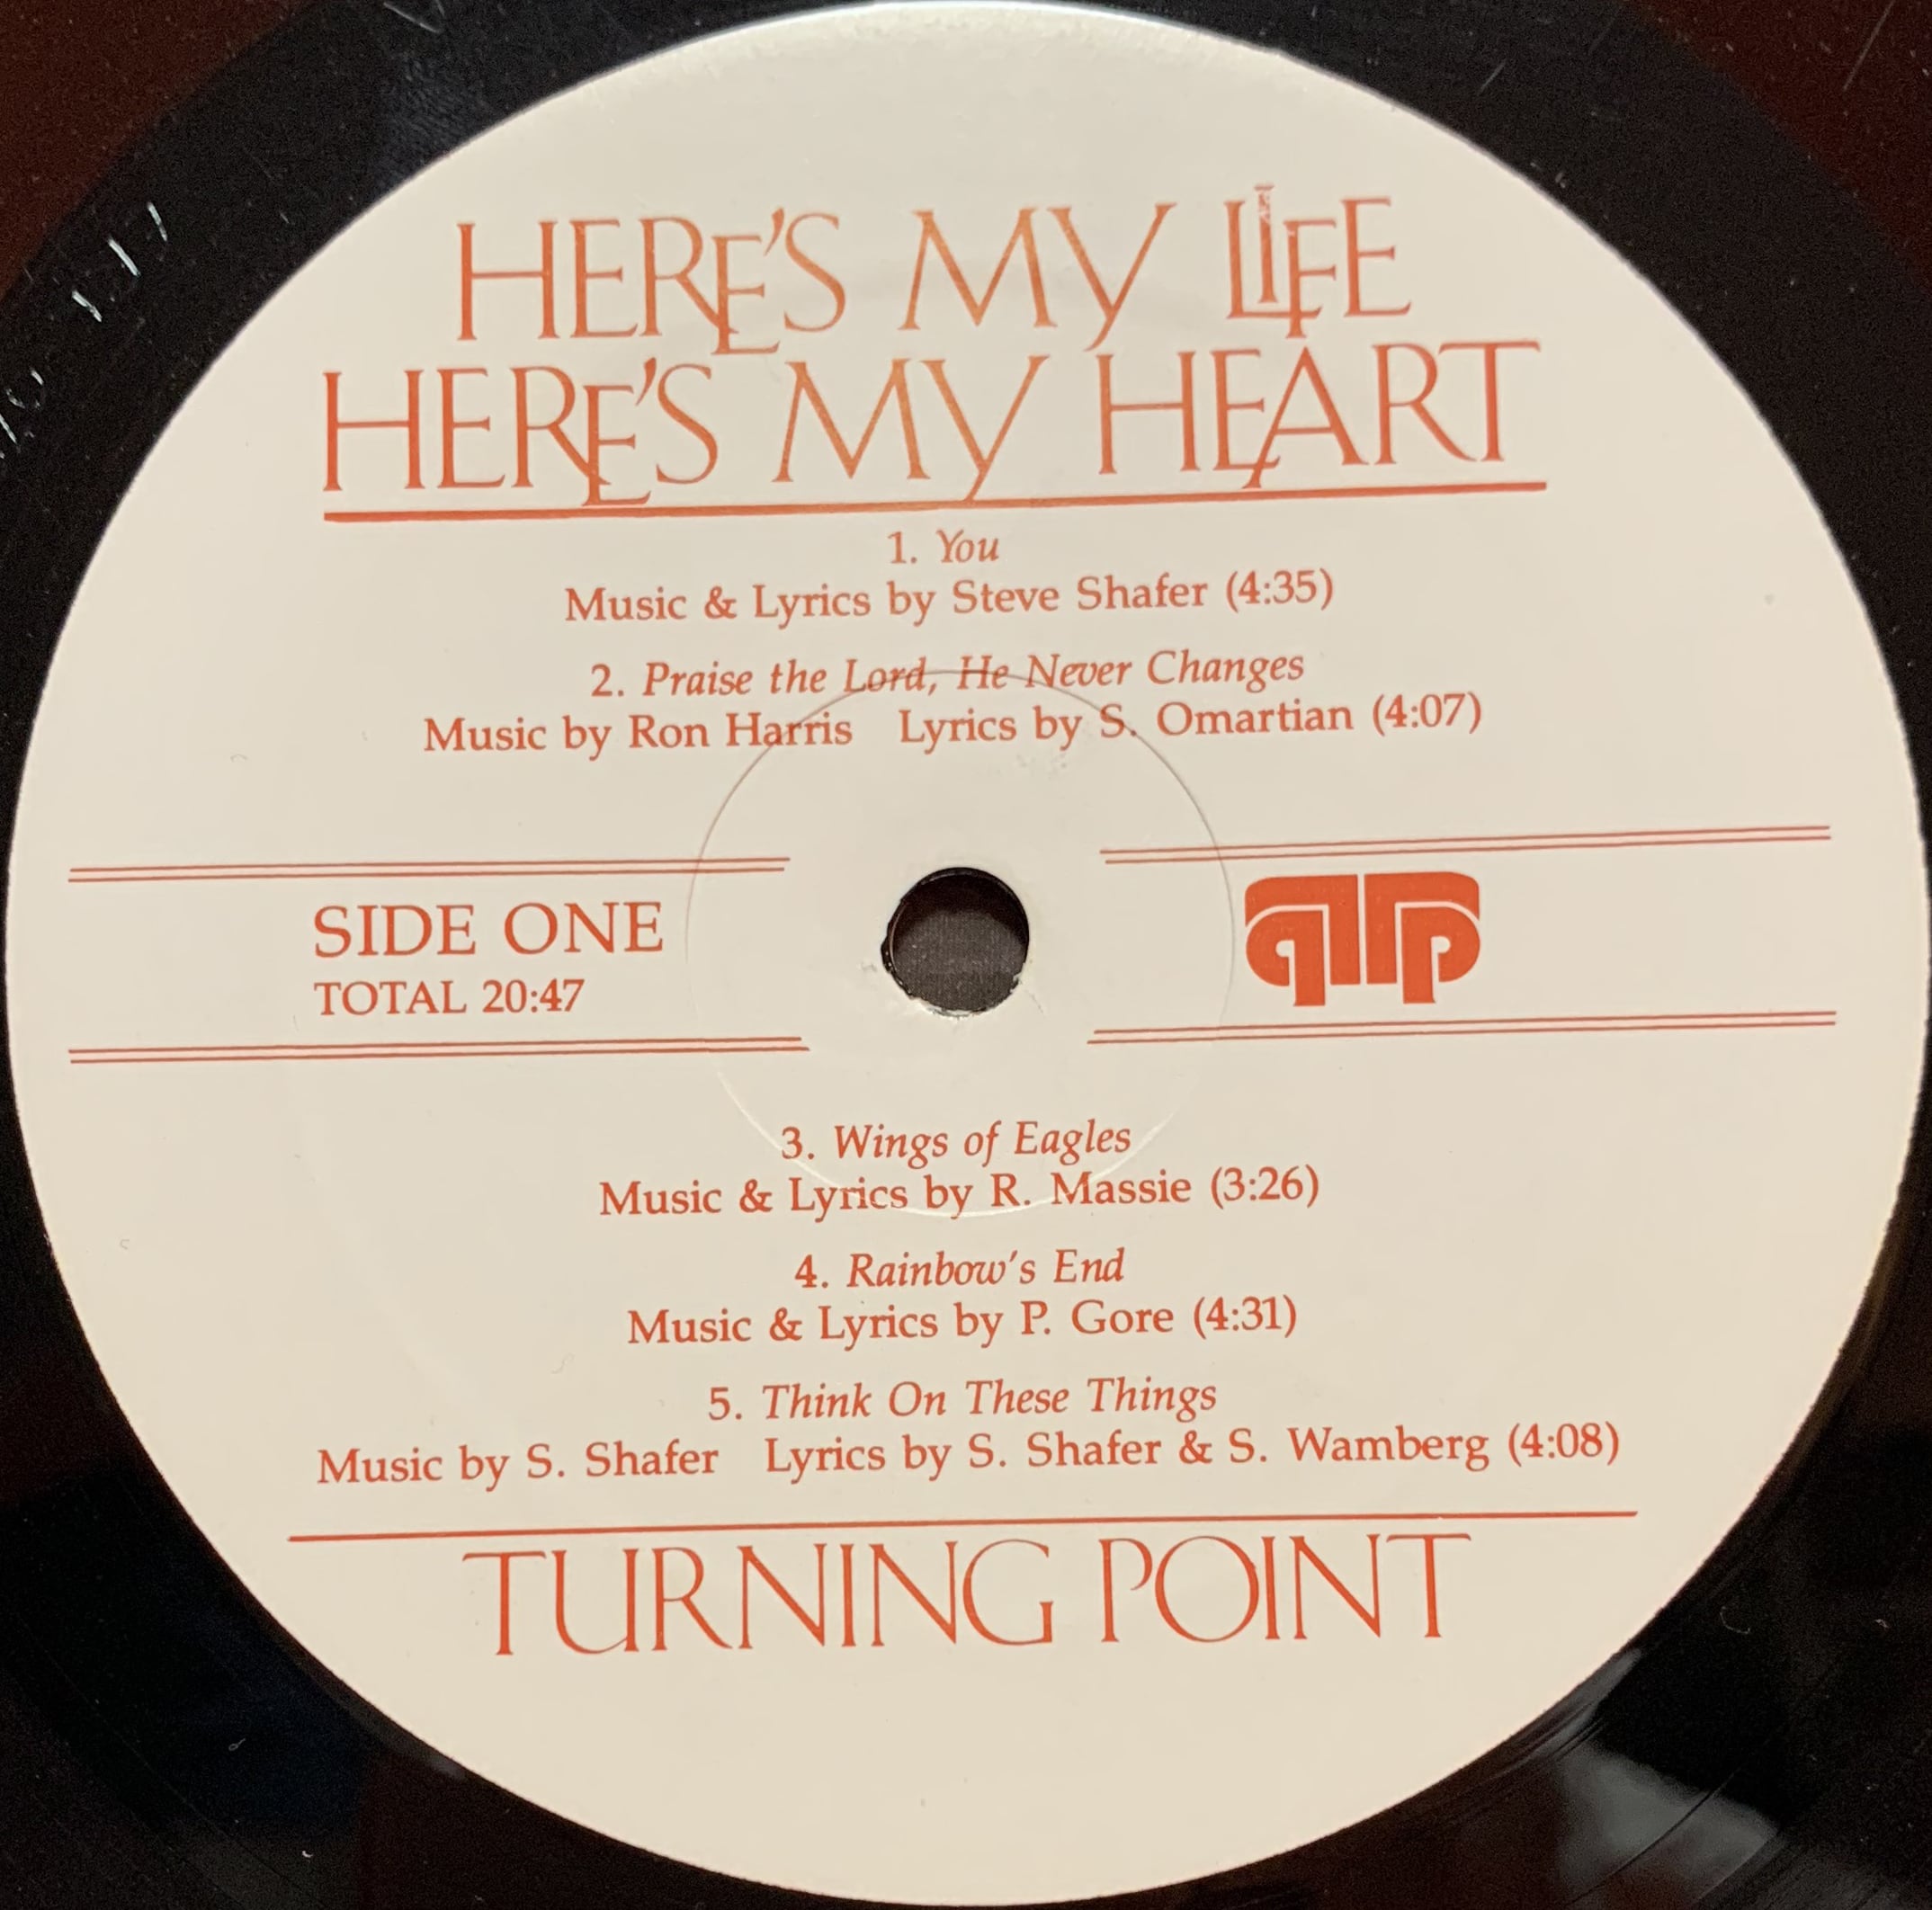 HERE'S MY LIFE
HERE'S MY HEART
1. You
Music & Lyrics by Steve Shafer (4:35)
2. Praise the Lord, He Never Changes
Music by Ron Harris Lyrics by S. Omartian (4:07)
SIDE ONE
TOTAL 20:47
3. Wings of Eagles
Music & Lyrics by R. Massie (3:26)
4. Rainbow's End
Music & Lyrics by P. Gore (4:31)
5. Think On These Things
Music by S. Shafer Lyrics by S. Shafer & S. Wamberg (4:08)
TURNING POINT